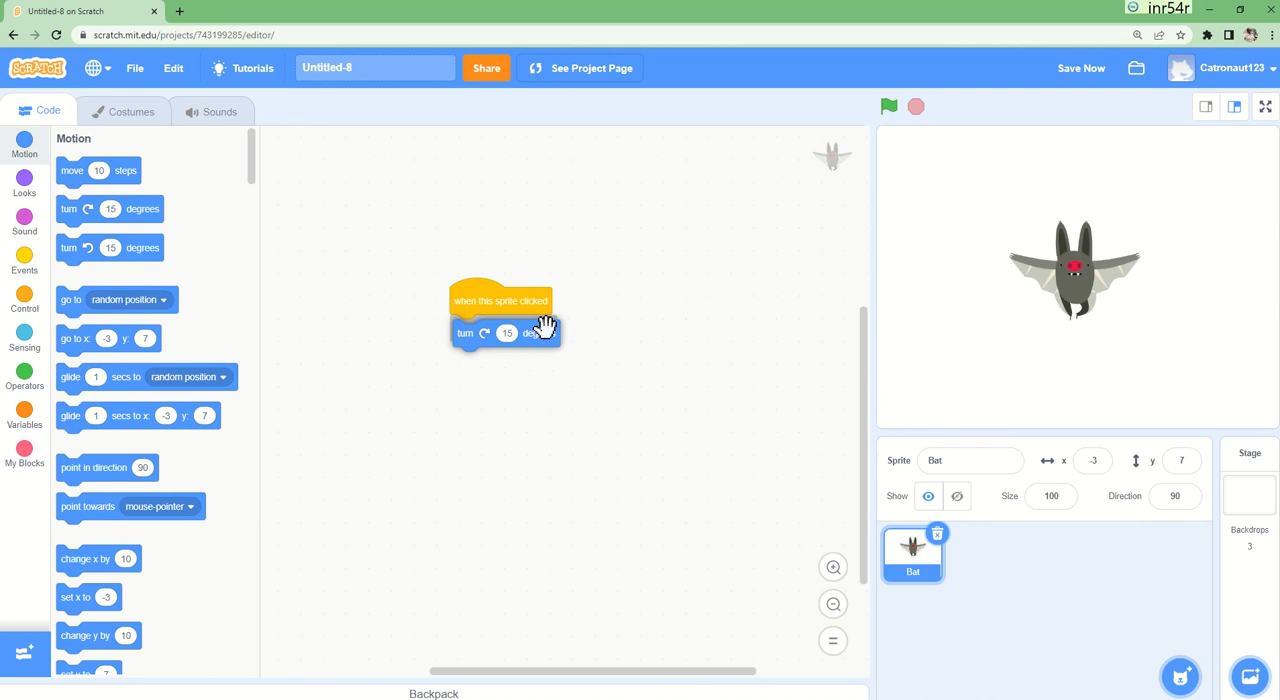 Untitled-8 on Scratch
inr54r
scratch.mit.edu/projects/743199285/editor/
SCRATCH File Edit Tutorials Untitled-8 Share See Project Page Save Now Catronaut123
Code Costumes Sounds
Motion
Looks
Sound
Events
Control
Sensing
Operators
Variables
My Blocks
Motion
move 10 steps
turn 15 degrees
turn 15 degrees
go to random position
go to x: -3 y: 7
glide 1 secs to random position
glide 1 secs to x: -3 y: 7
point in direction 90
point towards mouse-pointer
change x by 10
set x to -3
change y by 10
set y to 7
when this sprite clicked
turn 15
Backpack
Sprite Bat x -3 y 7
Show Size 100 Direction 90
Bat
Stage
Backdrops
3